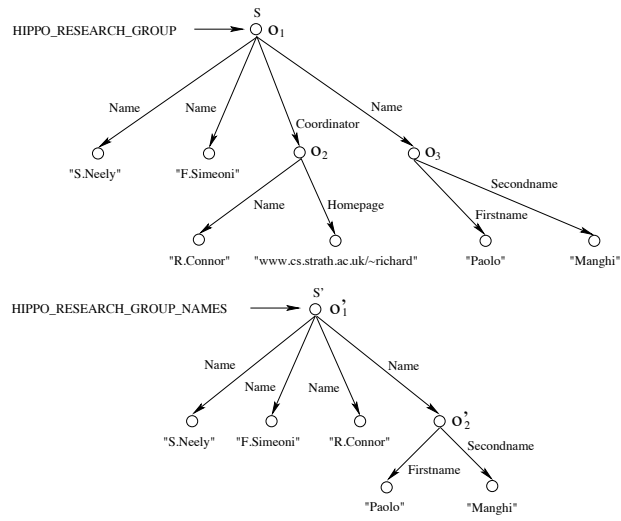 S
HIPPO_RESEARCH_GROUP O1
Name Name Name
Coordinator
"S.Neely" "F.Simeoni" O2 O3
Secondname
Name Homepage Firstname
"R.Connor" "www.cs.strath.ac.uk/~richard" "Paolo" "Manghi"
S'
HIPPO_RESEARCH_GROUP_NAMES O'1
Name Name
Name Name
"S.Neely" "F.Simeoni" "R.Connor" O'2
Secondname
Firstname
"Paolo" "Manghi"